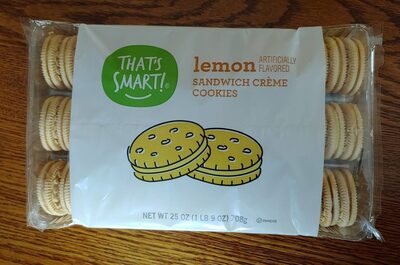 THAT'S
SMART!®
lemon ARTIFICIALLY
FLAVORED
SANDWICH CRÈME
COOKIES
NET WT 25 OZ (1 LB 9 OZ) 708g